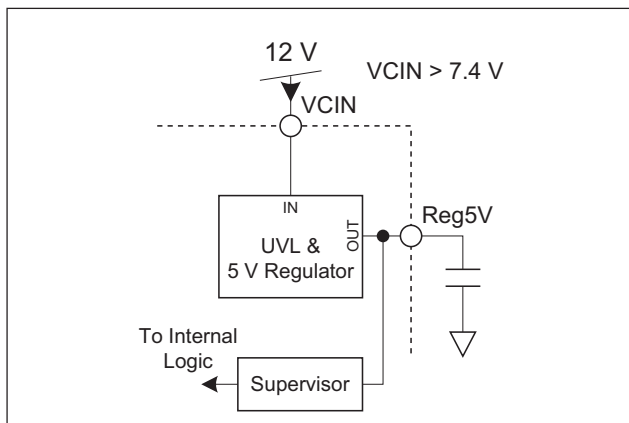 12 V
VCIN > 7.4 V
VCIN
IN
UVL &
5 V Regulator
OUT
Reg5V
To Internal
Logic
Supervisor